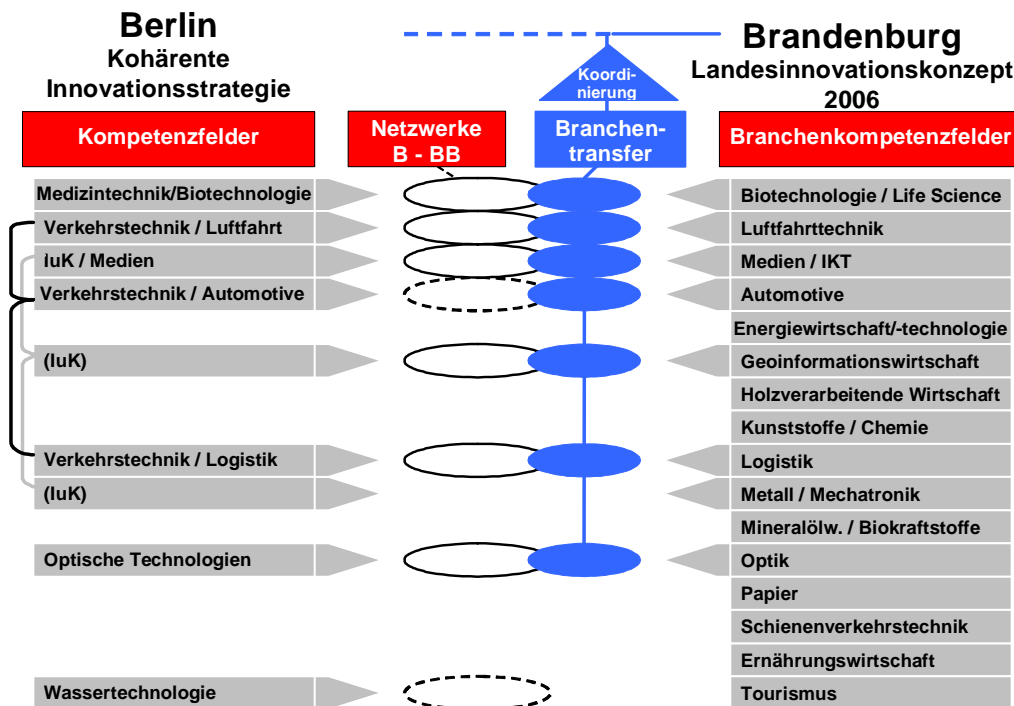 Berlin
Kohärente
Innovationsstrategie
Koordi-
nierung
Brandenburg
Landesinnovationskonzept
2006
Kompetenzfelder
Netzwerke
B - BB
Branchen-
transfer
Branchenkompetenzfelder
Medizintechnik/Biotechnologie
Biotechnologie / Life Science
Verkehrstechnik / Luftfahrt
Luftfahrttechnik
IuK / Medien
Medien / IKT
Verkehrstechnik / Automotive
Automotive
Energiewirtschaft/-technologie
(IuK)
Geoinformationswirtschaft
Holzverarbeitende Wirtschaft
Kunststoffe / Chemie
Verkehrstechnik / Logistik
Logistik
(IuK)
Metall / Mechatronik
Mineralölw. / Biokraftstoffe
Optische Technologien
Optik
Papier
Schienenverkehrstechnik
Ernährungswirtschaft
Wassertechnologie
Tourismus